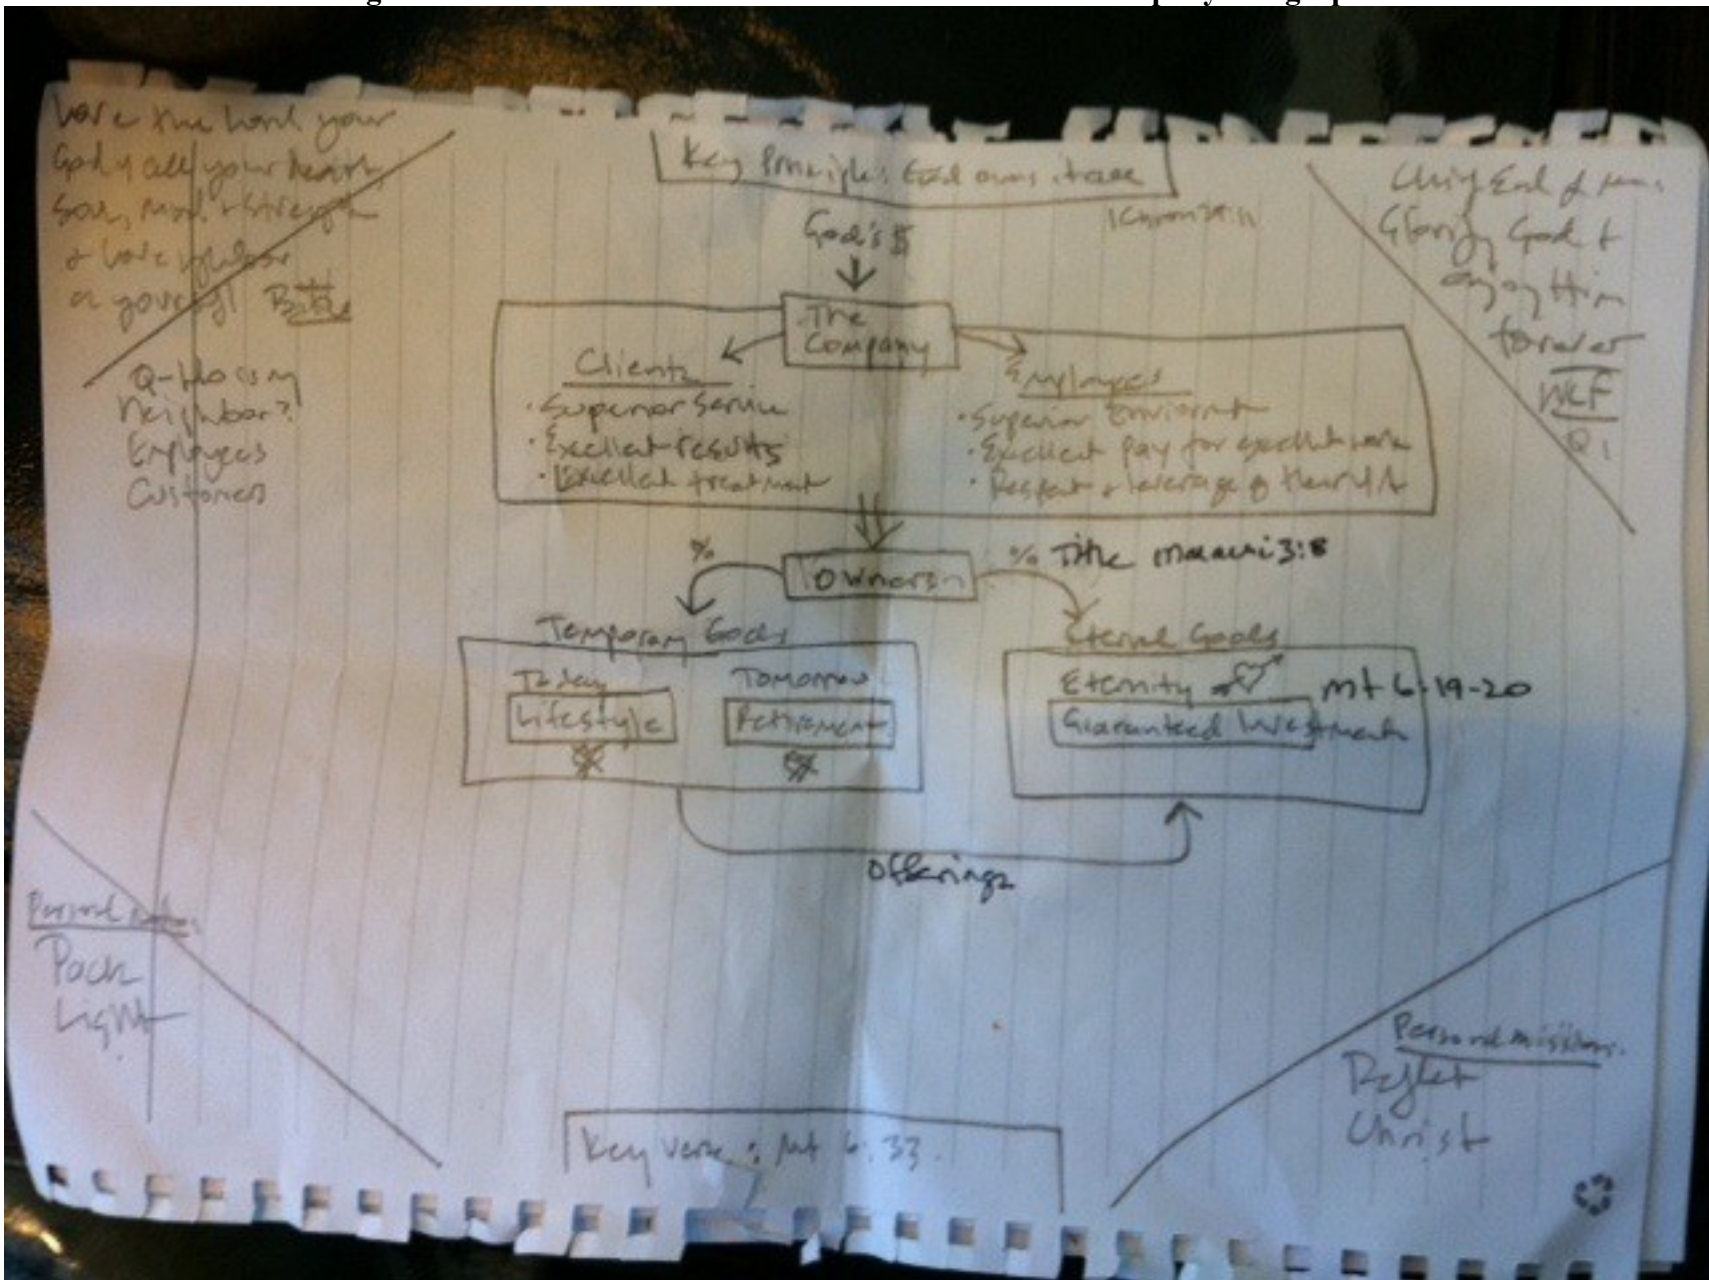 Love the Lord your
God w all your heart,
Soul, Mind + Strength
+ Love neighbor
as yourself
Key Principle: God owns it all
1 Chron 29:11
Chief End of Man:
Glorify God +
enjoy Him
forever
WCF
Q1
God's $
The
Company
Q-Who is my
neighbor?
Employees
Customers
Clients
• Superior Service
• Excellent results
• Excellent treatment
Employees
• Superior
• Excellent Pay for excellent work
• Respect + leverage of their
% 
Owners
% Tithe Malachi 3:8
Temporary Goals
Today
Lifestyle
Tomorrow
Retirement
Eternal Goals
Eternity
Mt 6:19-20
Guaranteed Investment
Offerings
Personal
Pack
Light
Personal mission:
Reflect
Christ
Key Verse: Mt 6:33